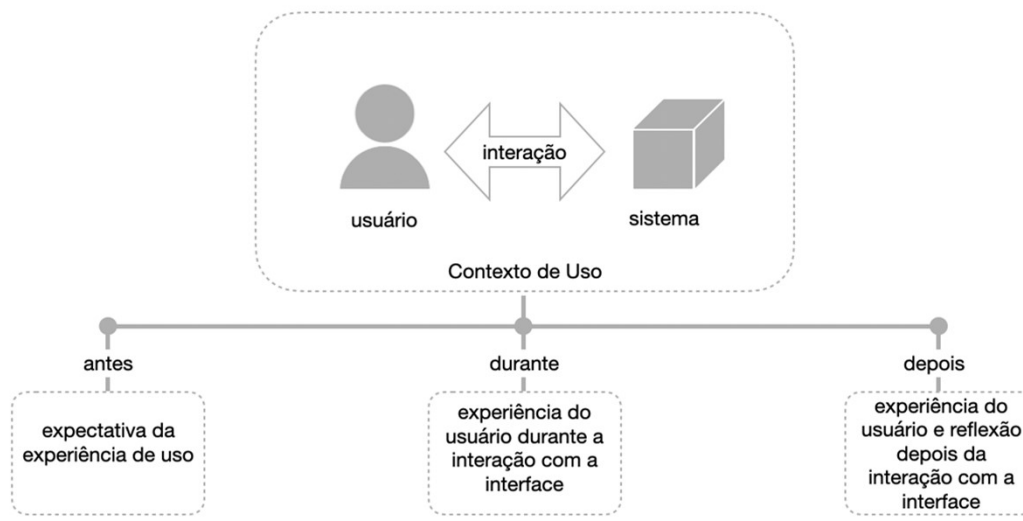 interação
usuário
sistema
Contexto de Uso
antes
durante
depois
expectativa da
experiência de uso
experiência do
usuário durante a
interação com a
interface
experiência do
usuário e reflexão
depois da
interação com a
interface